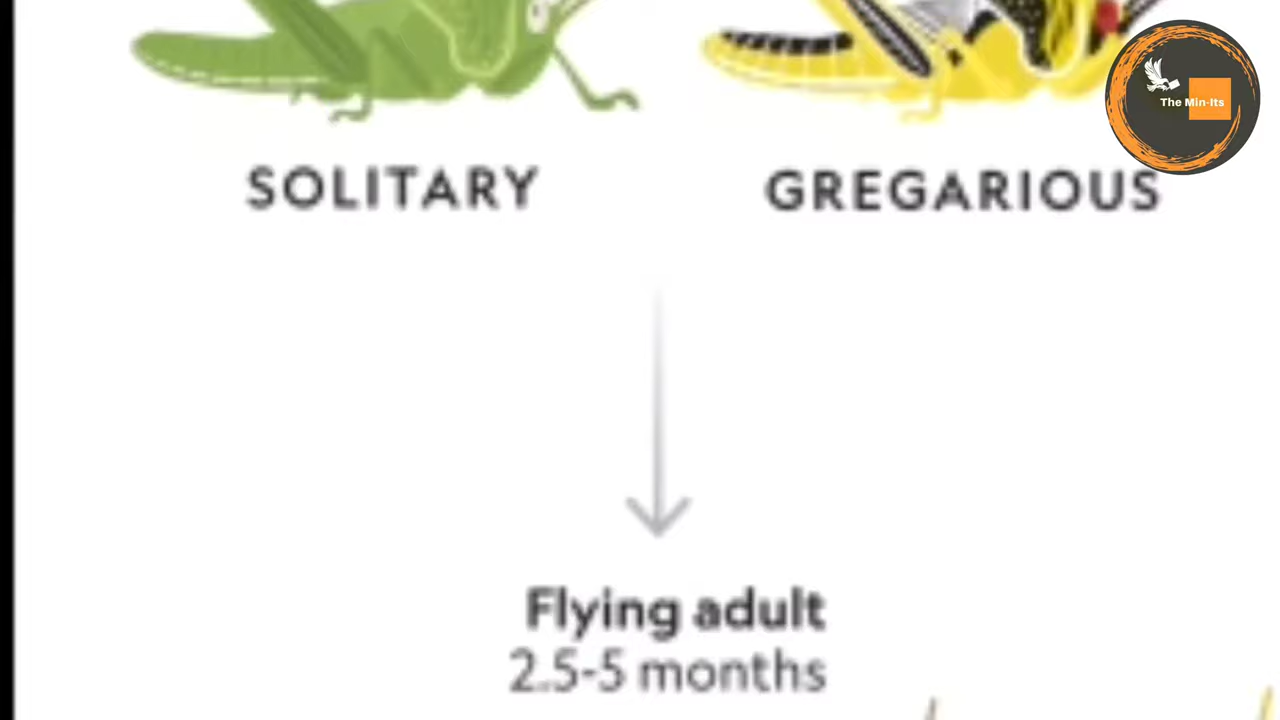 The Min-Its
SOLITARY
GREGARIOUS
Flying adult
2.5-5 months